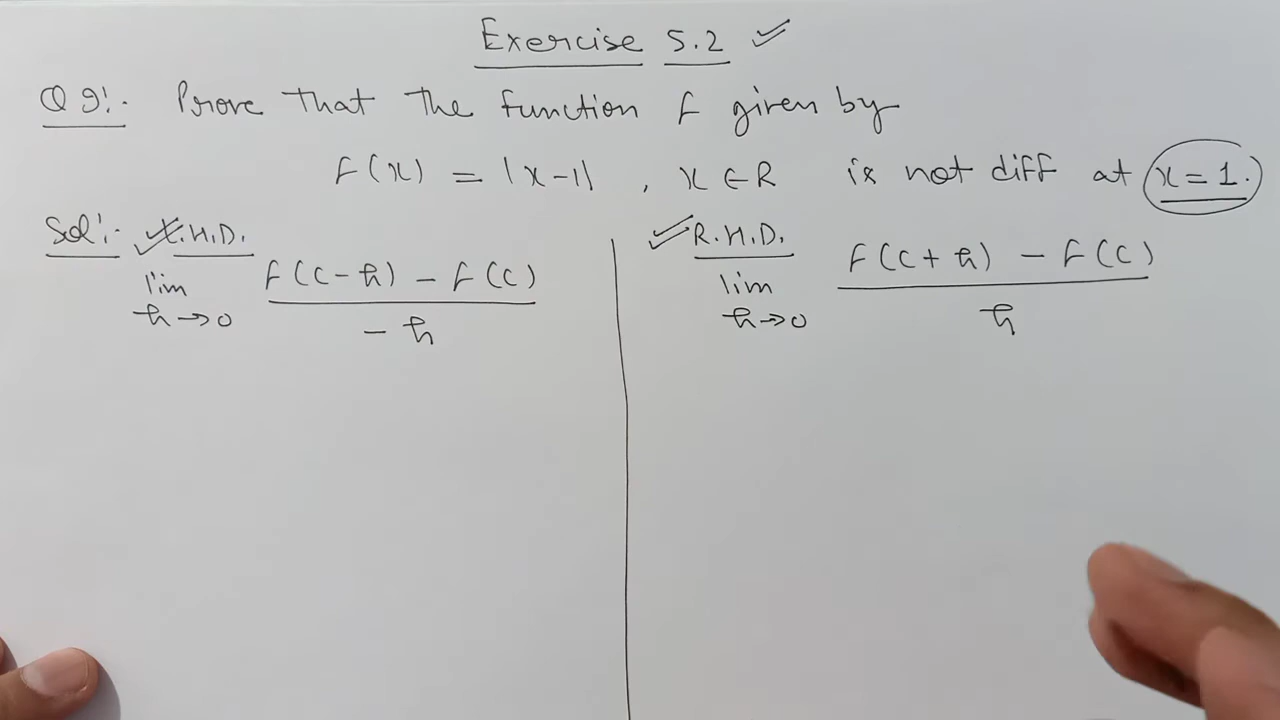 Exercise 5.2
Q 9:. Prove that the function f given by
f(x) = |x-1| , x ∈ R is not diff at x = 1.
Sol:. L.H.D.
lim h→0 f(c-h) - f(c) / -h
R.H.D.
lim h→0 f(c+h) - f(c) / h